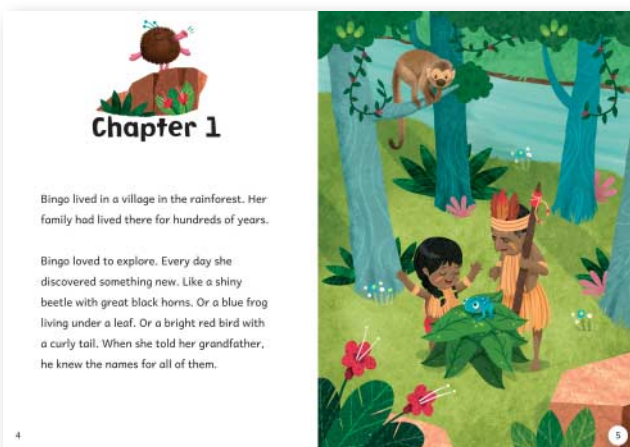 Chapter 1
Bingo lived in a village in the rainforest. Her
family had lived there for hundreds of years.
Bingo loved to explore. Every day she
discovered something new. Like a shiny
beetle with great black horns. Or a blue frog
living under a leaf. Or a bright red bird with
a curly tail. When she told her grandfather,
he knew the names for all of them.
4
5